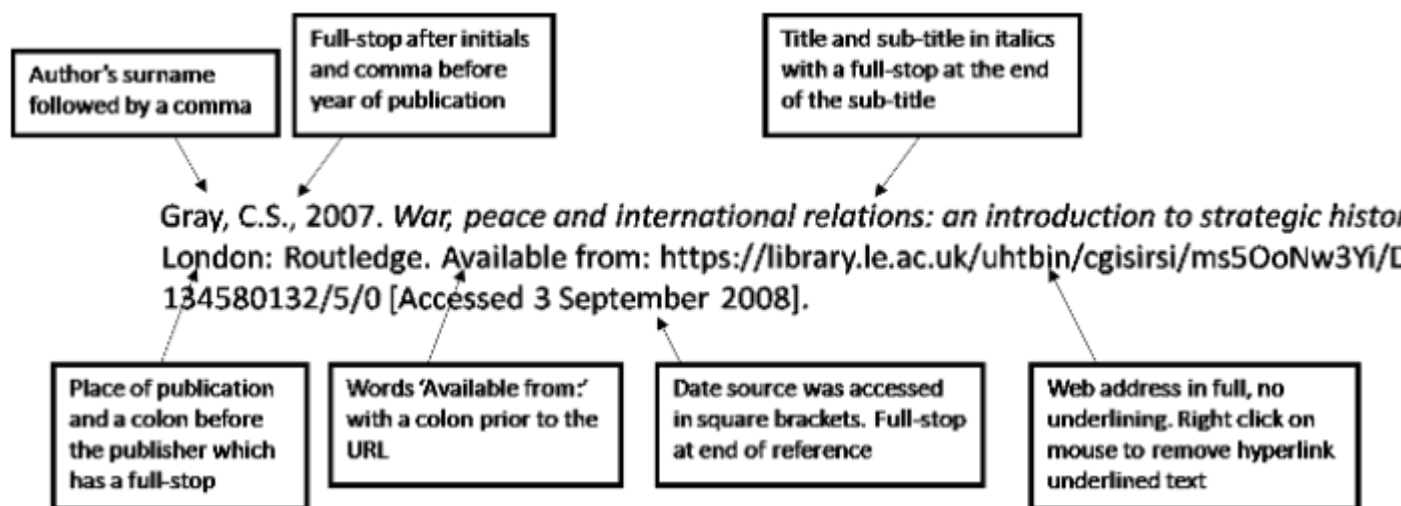 Author's surname
followed by a comma
Full-stop after initials
and comma before
year of publication
Title and sub-title in italics
with a full-stop at the end
of the sub-title
Gray, C.S., 2007. War, peace and international relations: an introduction to strategic
London: Routledge. Available from: https://library.le.ac.uk/uhtbin/cgisirsi/ms5OoNw3Yi/
134580132/5/0 [Accessed 3 September 2008].
Place of publication
and a colon before
the publisher which
has a full-stop
Words 'Available from:'
with a colon prior to the
URL
Date source was accessed
in square brackets. Full-stop
at end of reference
Web address in full, no
underlining. Right click on
mouse to remove hyperlink
underlined text